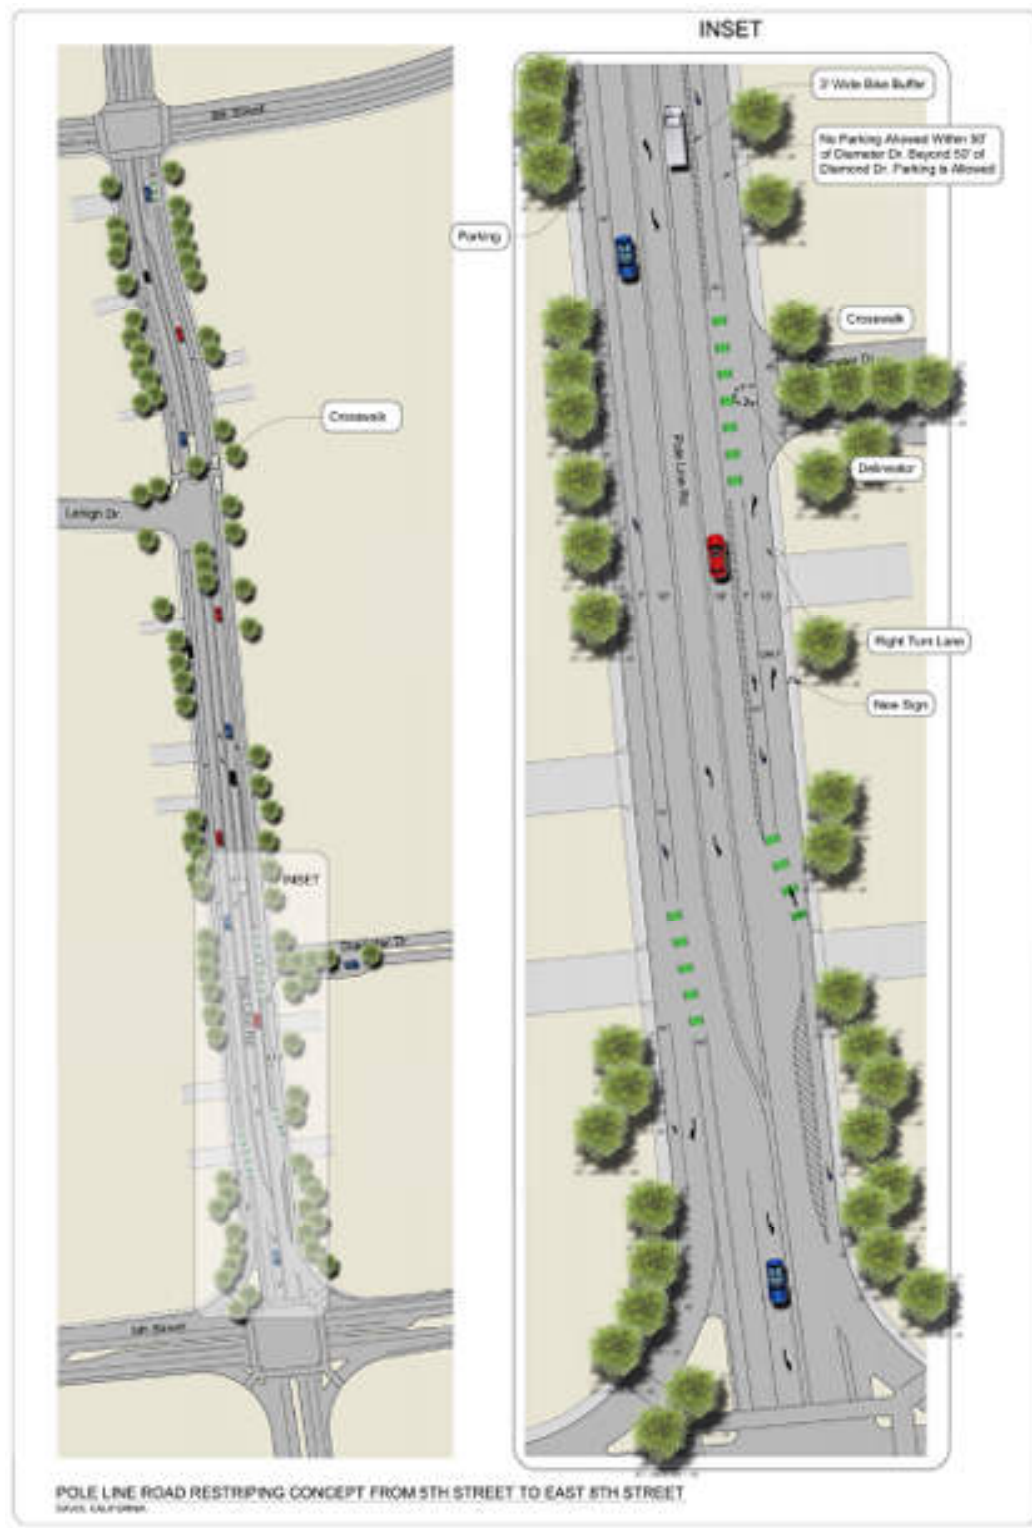 INSET
8th Street
3' Wide Bike Buffer
No Parking Allowed Within 50'
of Diameter Dr. Beyond 50' of
Diamond Dr. Parking is Allowed
Parking
Crosswalk
Crosswalk
Pole Line Rd
Delineator
Lehigh Dr.
Right Turn Lane
New Sign
INSET
Diameter Dr.
5th Street
POLE LINE ROAD RESTRIPING CONCEPT FROM 5TH STREET TO EAST 8TH STREET
DAVIS, CALIFORNIA